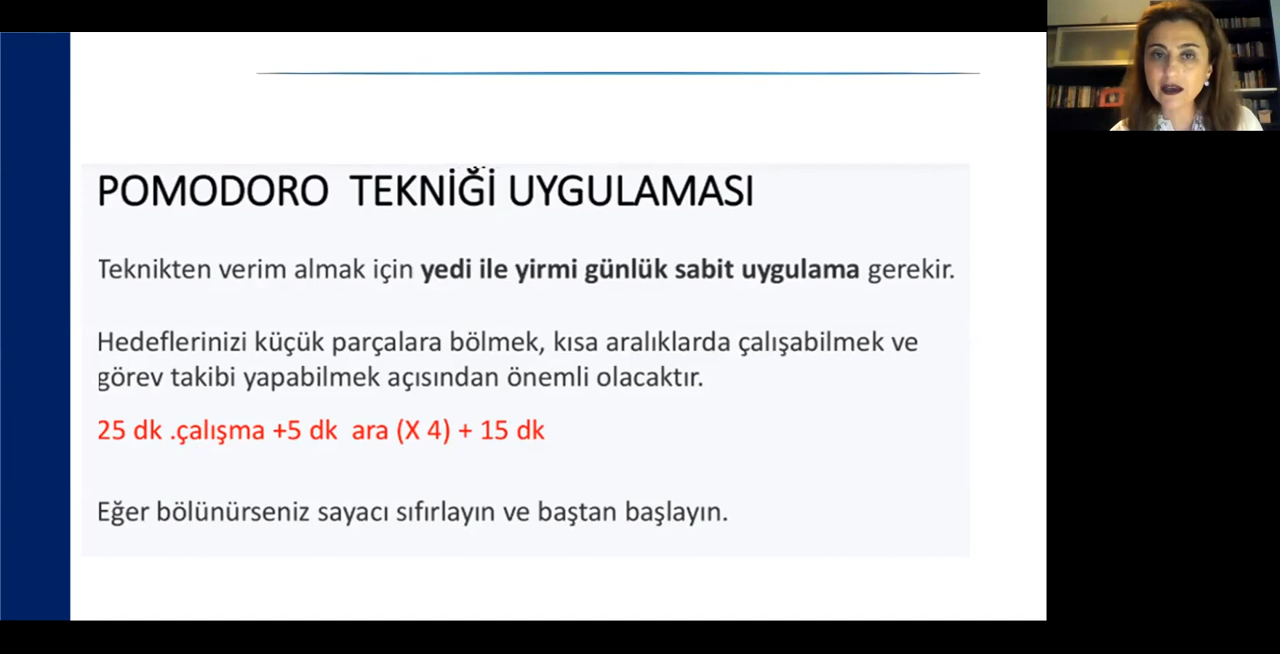 POMODORO TEKNİĞİ UYGULAMASI
Teknikten verim almak için yedi ile yirmi günlük sabit uygulama gerekir.
Hedeflerinizi küçük parçalara bölmek, kısa aralıklarda çalışabilmek ve
görev takibi yapabilmek açısından önemli olacaktır.
25 dk .çalışma +5 dk ara (X 4) + 15 dk
Eğer bölünürseniz sayacı sıfırlayın ve baştan başlayın.